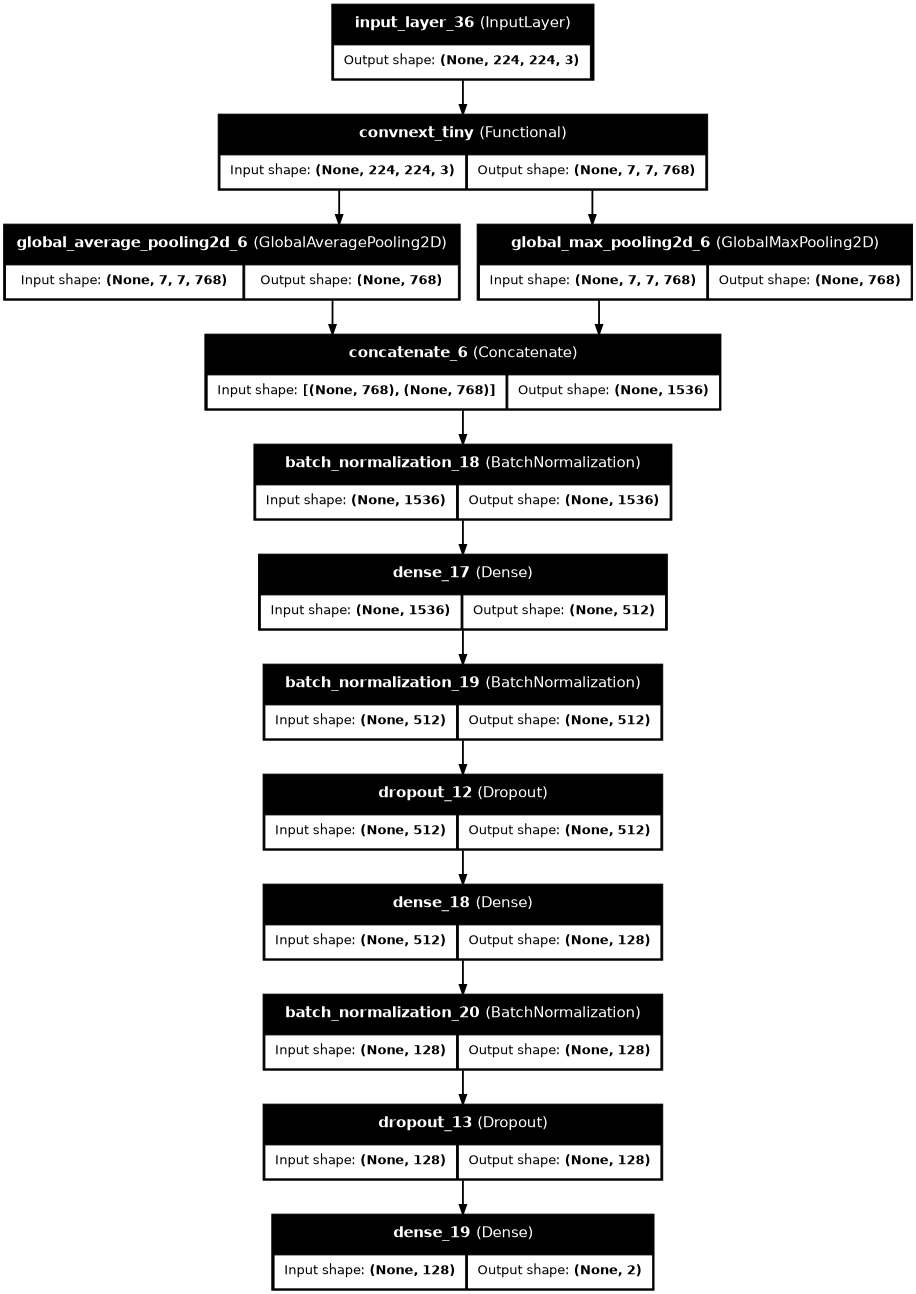 input_layer_36 (InputLayer)
Output shape: (None, 224, 224, 3)
convnext_tiny (Functional)
Input shape: (None, 224, 224, 3) Output shape: (None, 7, 7, 768)
global_average_pooling2d_6 (GlobalAveragePooling2D)
Input shape: (None, 7, 7, 768) Output shape: (None, 768)
global_max_pooling2d_6 (GlobalMaxPooling2D)
Input shape: (None, 7, 7, 768) Output shape: (None, 768)
concatenate_6 (Concatenate)
Input shape: [(None, 768), (None, 768)] Output shape: (None, 1536)
batch_normalization_18 (BatchNormalization)
Input shape: (None, 1536) Output shape: (None, 1536)
dense_17 (Dense)
Input shape: (None, 1536) Output shape: (None, 512)
batch_normalization_19 (BatchNormalization)
Input shape: (None, 512) Output shape: (None, 512)
dropout_12 (Dropout)
Input shape: (None, 512) Output shape: (None, 512)
dense_18 (Dense)
Input shape: (None, 512) Output shape: (None, 128)
batch_normalization_20 (BatchNormalization)
Input shape: (None, 128) Output shape: (None, 128)
dropout_13 (Dropout)
Input shape: (None, 128) Output shape: (None, 128)
dense_19 (Dense)
Input shape: (None, 128) Output shape: (None, 2)